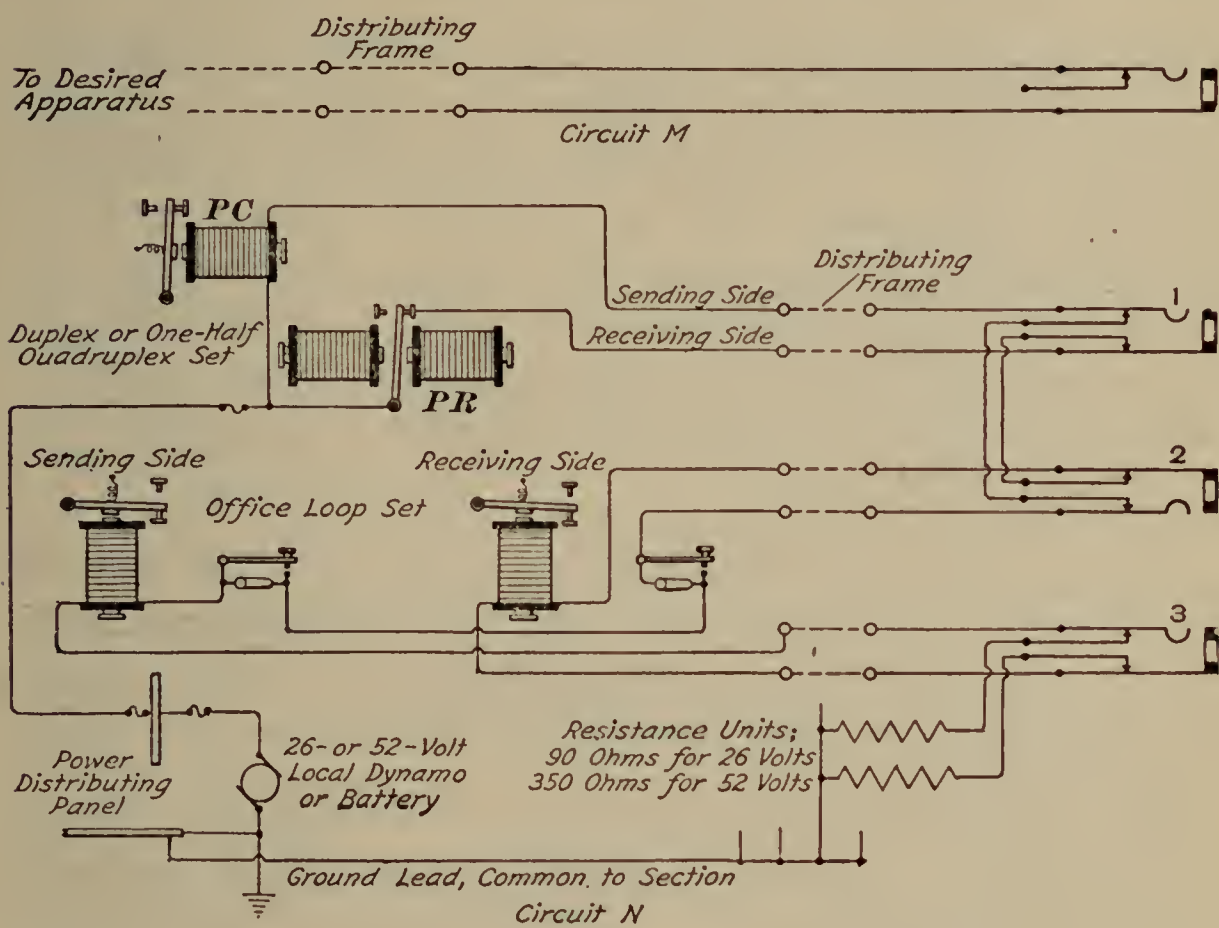 Distributing
Frame
To Desired
Apparatus
Circuit M
PC
Sending Side
Distributing
Frame
1
Duplex or One-Half
Quadruplex Set
Receiving Side
PR
Sending Side
Receiving Side
2
Office Loop Set
3
Resistance Units;
90 Ohms for 26 Volts
350 Ohms for 52 Volts
26- or 52-Volt
Local Dynamo
or Battery
Power
Distributing
Panel
Ground Lead, Common to Section
Circuit N